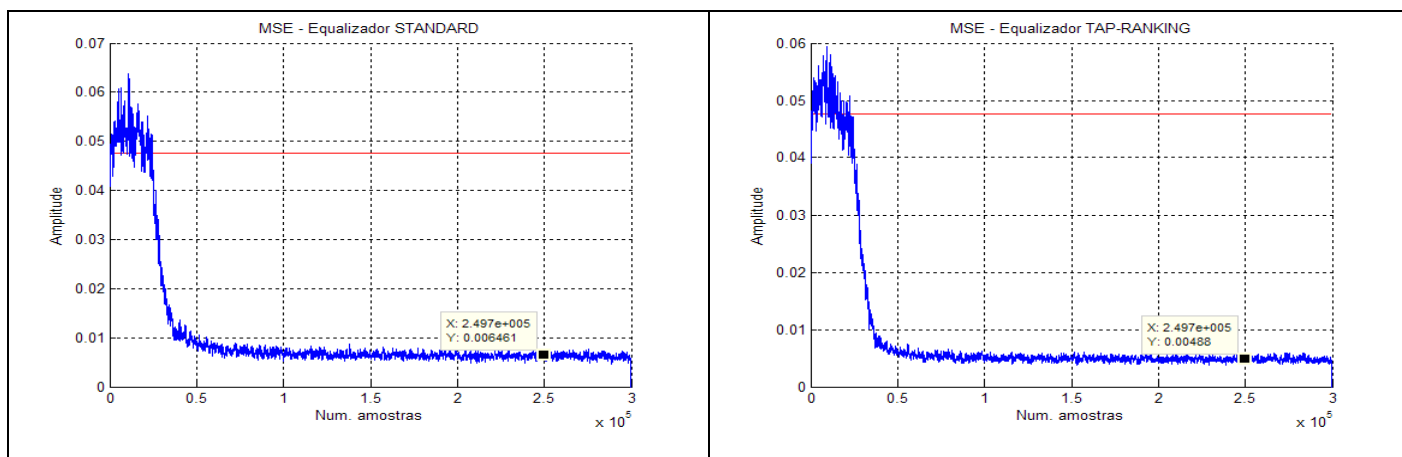 MSE - Equalizador STANDARD
0.07
0.06
0.05
0.04
0.03
0.02
0.01
0
Amplitude
X: 2.497e+005
Y: 0.006461
0 0.5 1 1.5 2 2.5 3
Num. amostras
x 10^5
MSE - Equalizador TAP-RANKING
0.06
0.05
0.04
0.03
0.02
0.01
0
Amplitude
X: 2.497e+005
Y: 0.00488
0 0.5 1 1.5 2 2.5 3
Num. amostras
x 10^5